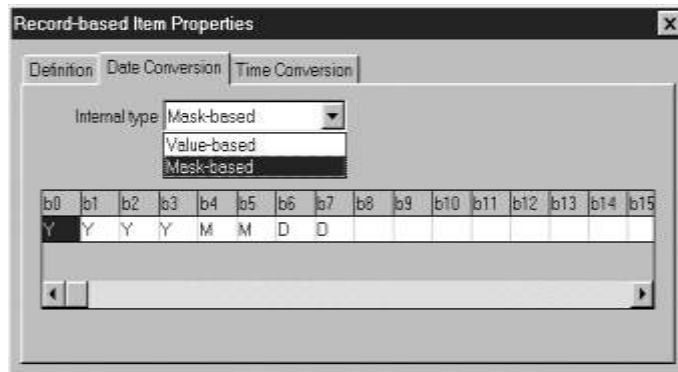 Record-based Item Properties
Definition Date Conversion Time Conversion
Internal type Mask-based
Value-based
Mask-based
b0 b1 b2 b3 b4 b5 b6 b7 b8 b9 b10 b11 b12 b13 b14 b15
Y Y Y Y M M D D